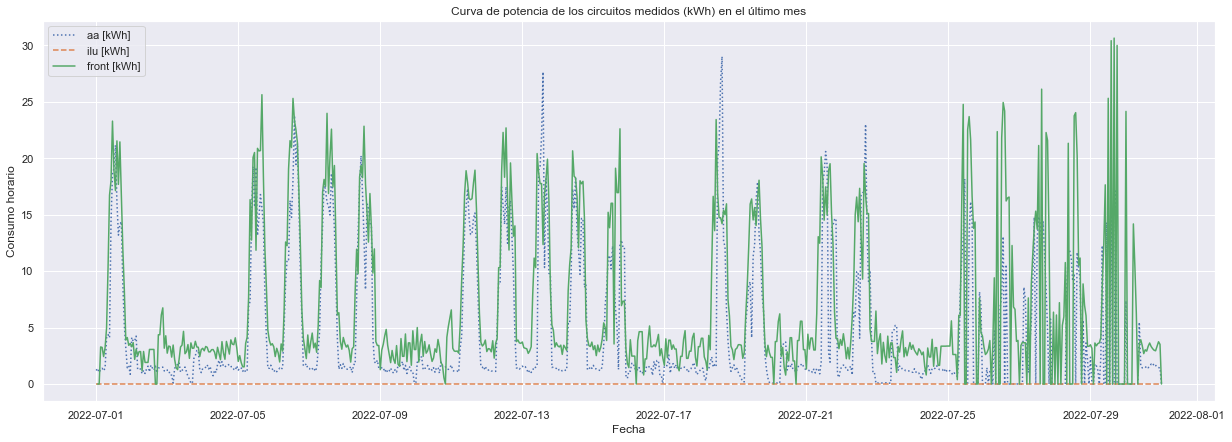 Curva de potencia de los circuitos medidos (kWh) en el último mes
aa [kWh]
ilu [kWh]
front [kWh]
Consumo horario
30
25
20
15
10
5
0
2022-07-01 2022-07-05 2022-07-09 2022-07-13 2022-07-17 2022-07-21 2022-07-25 2022-07-29 2022-08-01
Fecha